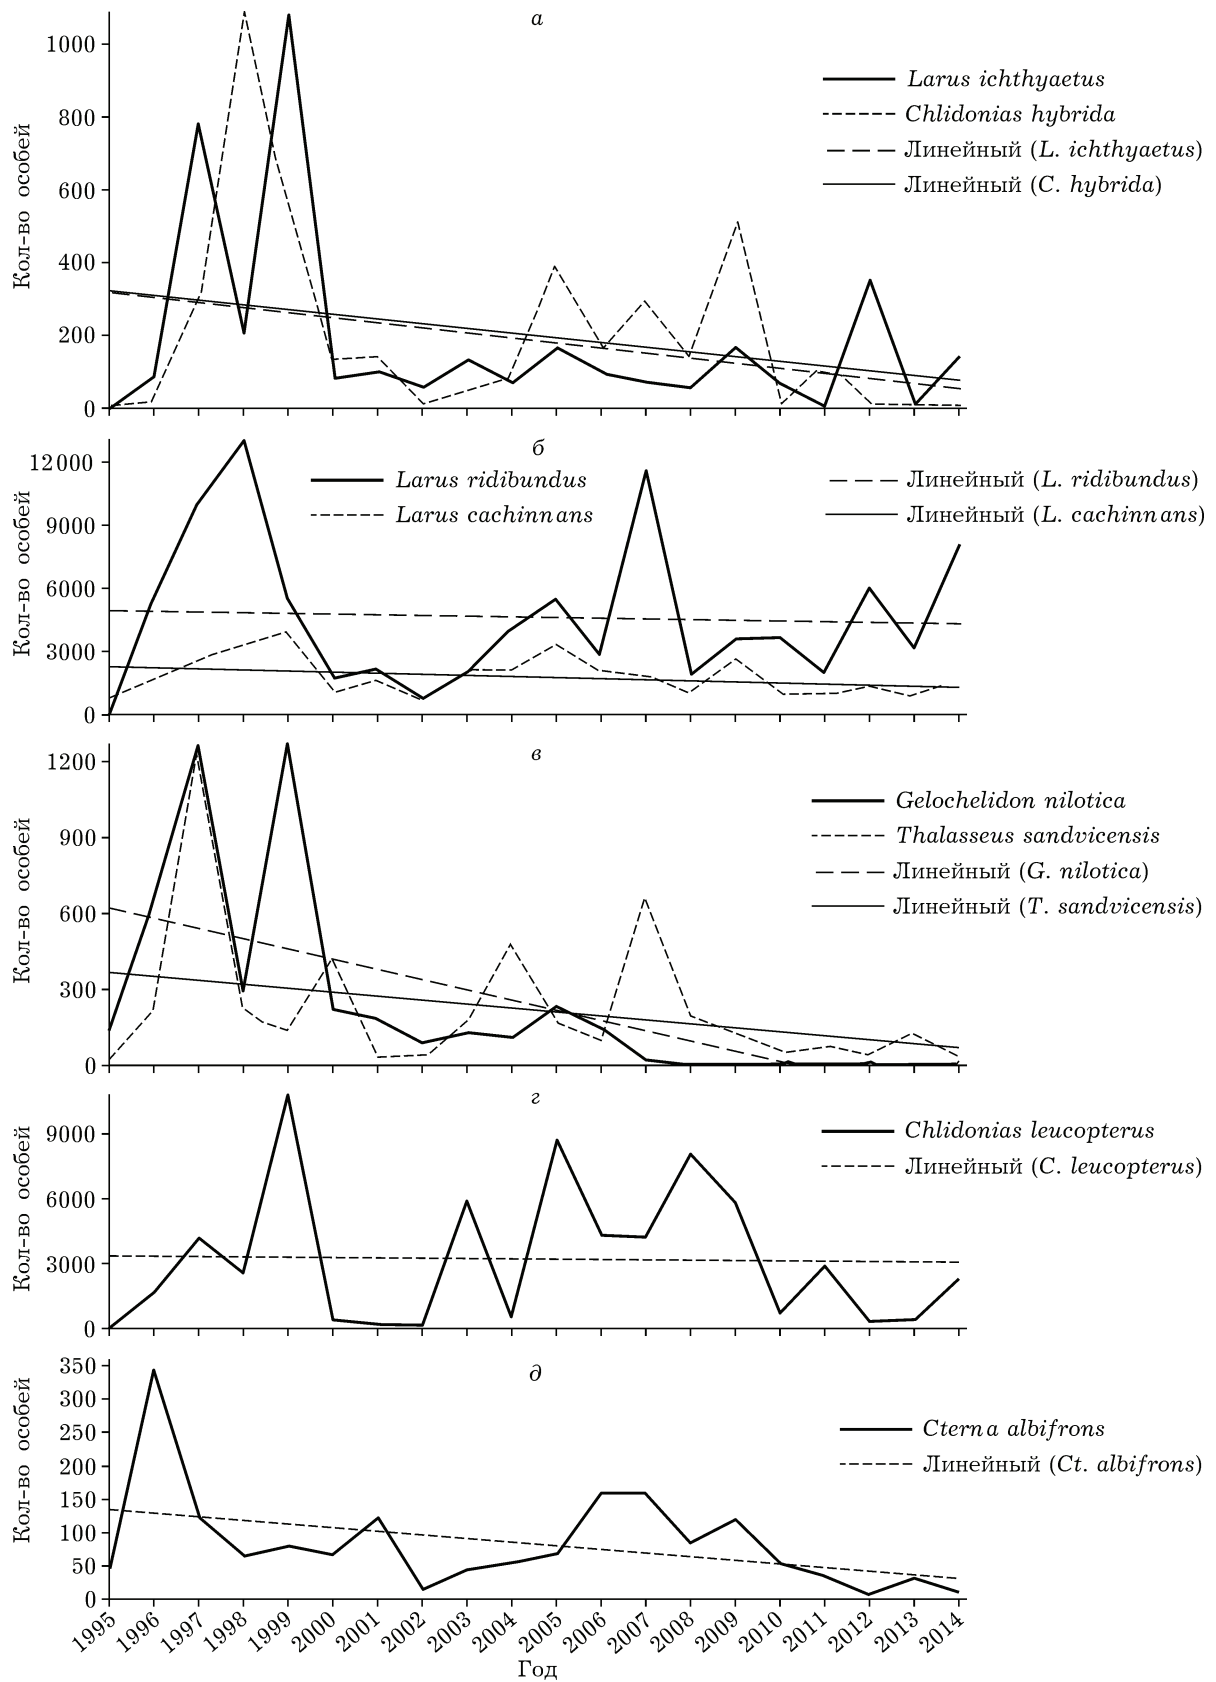 а
1000
800
600
400
200
0
Кол-во особей
Larus ichthyaetus
Chlidonias hybrida
Линейный (L. ichthyaetus)
Линейный (C. hybrida)
б
12000
9000
6000
3000
0
Кол-во особей
Larus ridibundus
Larus cachinnans
Линейный (L. ridibundus)
Линейный (L. cachinnans)
в
1200
900
600
300
0
Кол-во особей
Gelochelidon nilotica
Thalasseus sandvicensis
Линейный (G. nilotica)
Линейный (T. sandvicensis)
г
9000
6000
3000
0
Кол-во особей
Chlidonias leucopterus
Линейный (C. leucopterus)
д
350
300
250
200
150
100
50
0
Кол-во особей
Cterna albifrons
Линейный (Ct. albifrons)
1995
1996
1997
1998
1999
2000
2001
2002
2003
2004
2005
2006
2007
2008
2009
2010
2011
2012
2013
2014
Год